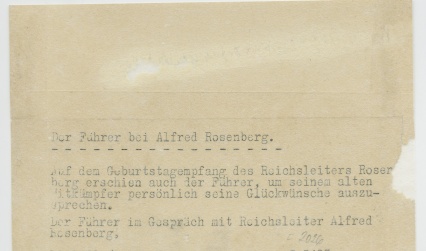 Der Führer bei Alfred Rosenberg.
Auf dem Geburtstagempfang des Reichsleiters Rosen
berg erschien auch der Führer, um seinem alten
Mitkämpfer persönlich seine Glückwünsche auszu-
sprechen.
Der Führer im Gespräch mit Reichsleiter Alfred
Rosenberg.